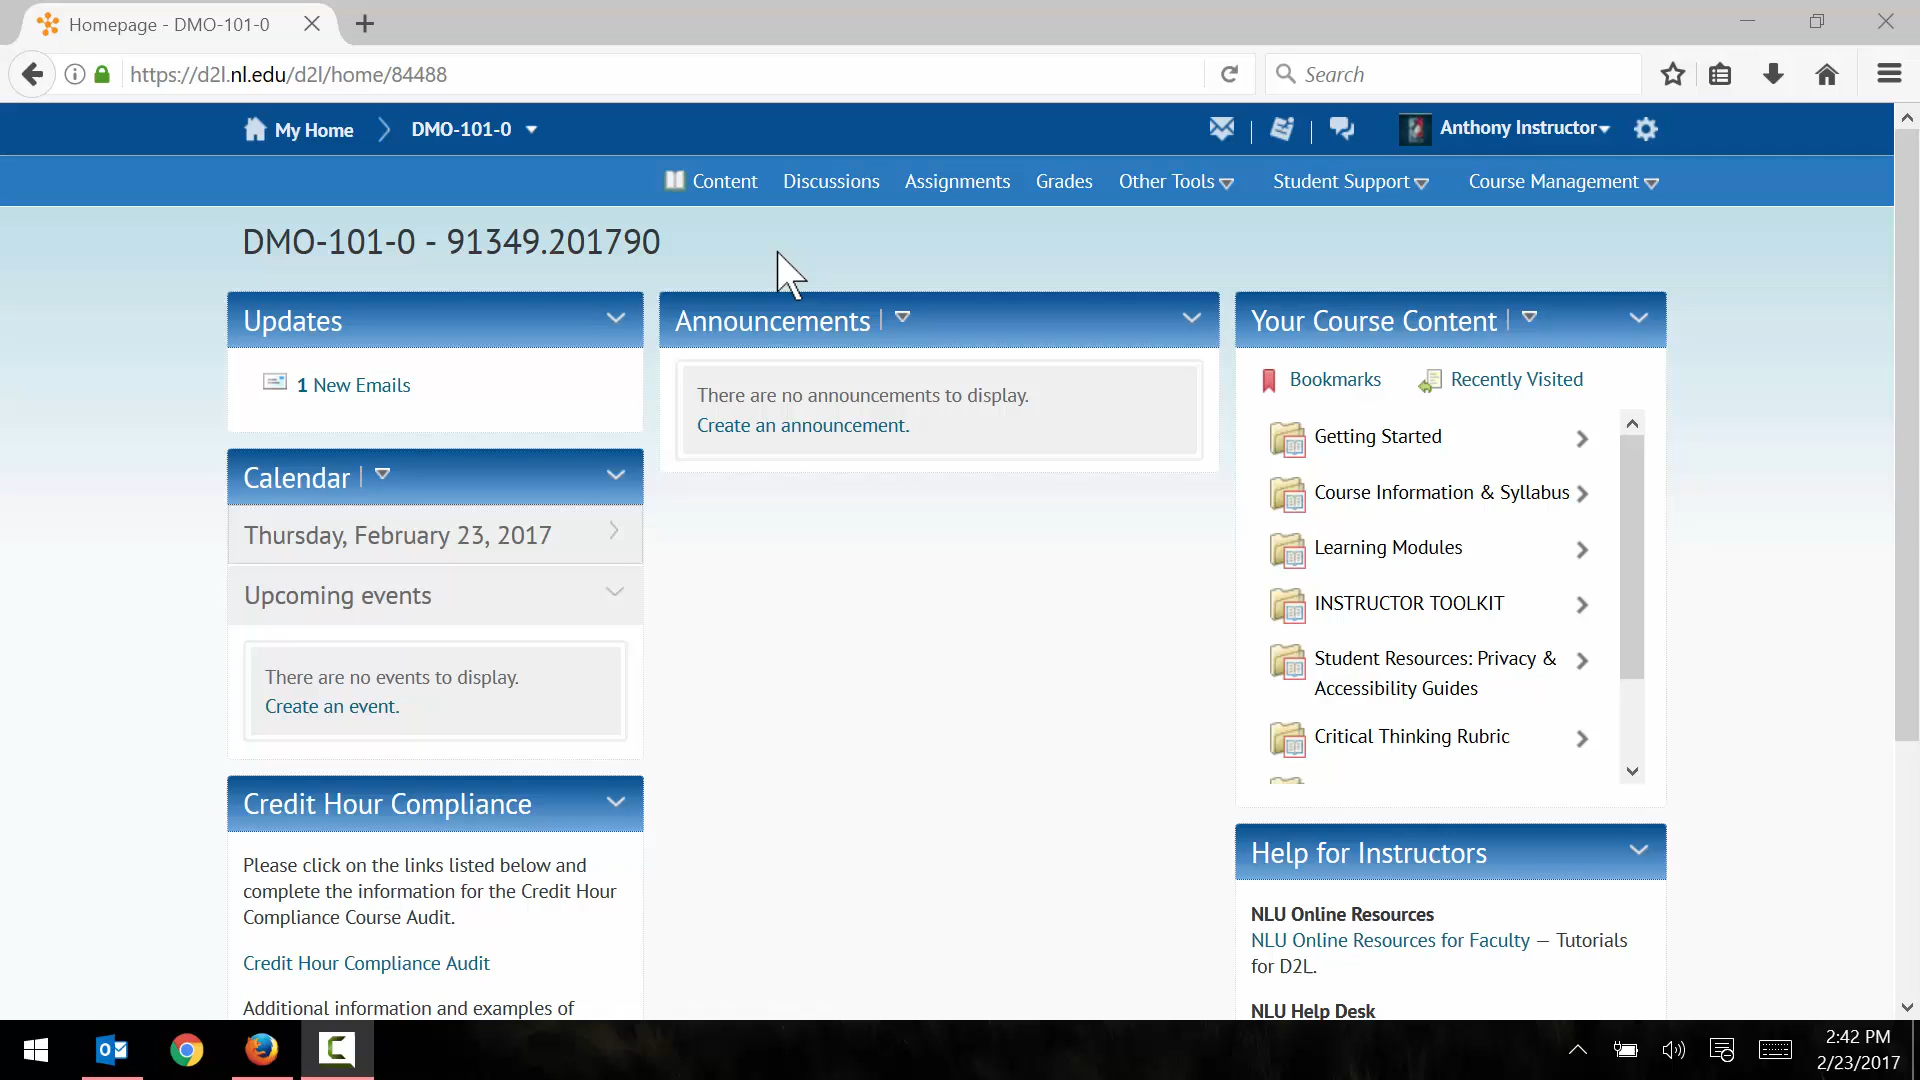 Homepage - DMO-101-0
https://d2l.nl.edu/d2l/home/84488
Search
My Home
DMO-101-0
Anthony Instructor
Content
Discussions
Assignments
Grades
Other Tools
Student Support
Course Management
DMO-101-0 - 91349.201790
Updates
1 New Emails
Calendar
Thursday, February 23, 2017
Upcoming events
There are no events to display.
Create an event.
Credit Hour Compliance
Please click on the links listed below and
complete the information for the Credit Hour
Compliance Course Audit.
Credit Hour Compliance Audit
Additional information and examples of
Announcements
There are no announcements to display.
Create an announcement.
Your Course Content
Bookmarks
Recently Visited
Getting Started
Course Information & Syllabus
Learning Modules
INSTRUCTOR TOOLKIT
Student Resources: Privacy &
Accessibility Guides
Critical Thinking Rubric
Help for Instructors
NLU Online Resources
NLU Online Resources for Faculty — Tutorials
for D2L.
NLU Help Desk
2:42 PM
2/23/2017